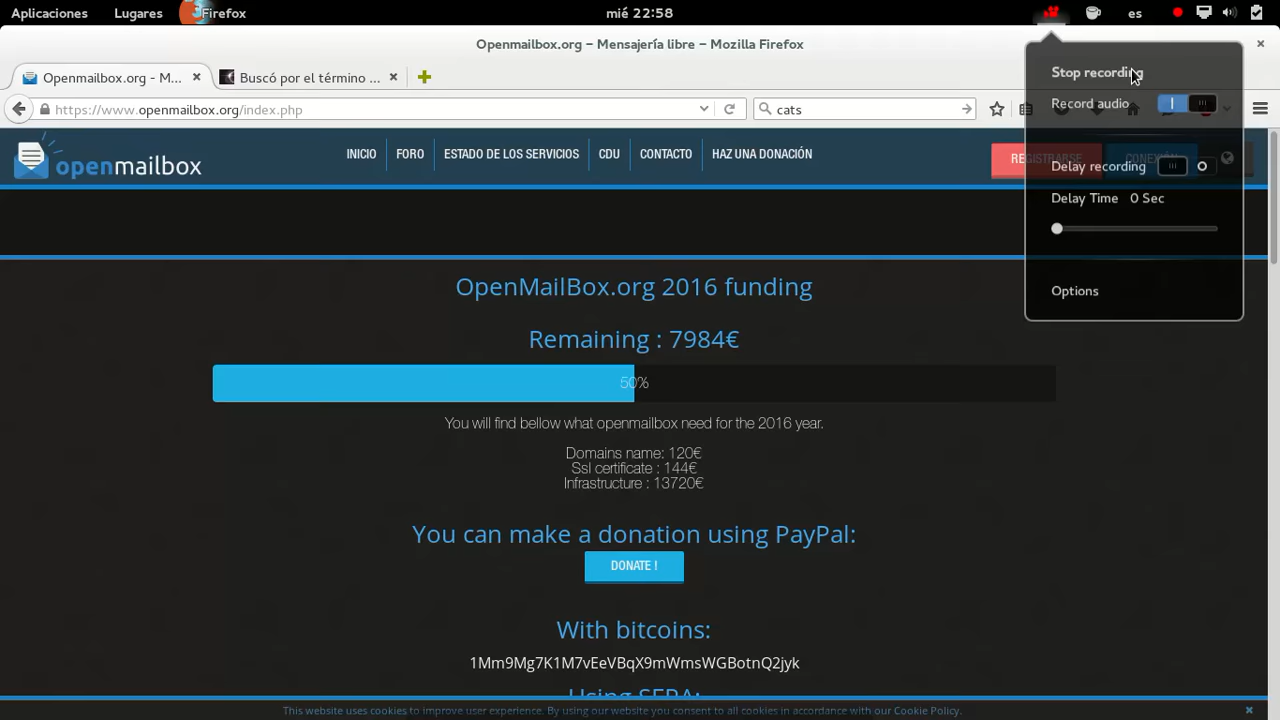 Aplicaciones Lugares Firefox mié 22:58 es
Openmailbox.org – Mensajería libre – Mozilla Firefox
Openmailbox.org - M... Buscó por el término ...
https://www.openmailbox.org/index.php cats
Stop recording
Record audio
Delay recording
Delay Time 0 Sec
Options
openmailbox
INICIO FORO ESTADO DE LOS SERVICIOS CDU CONTACTO HAZ UNA DONACIÓN REGISTRARSE CONEXIÓN
OpenMailBox.org 2016 funding
Remaining : 7984€
50%
You will find bellow what openmailbox need for the 2016 year.
Domains name: 120€
Ssl certificate : 144€
Infrastructure : 13720€
You can make a donation using PayPal:
DONATE !
With bitcoins:
1Mm9Mg7K1M7vEeVBqX9mWmsWGBotnQ2jyk
Using SEPA:
This website uses cookies to improve user experience. By using our website you consent to all cookies in accordance with our Cookie Policy.